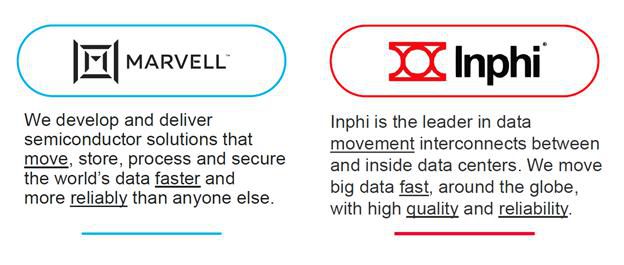 MARVELL™
We develop and deliver
semiconductor solutions that
move, store, process and secure
the world's data faster and
more reliably than anyone else.
Inphi®
Inphi is the leader in data
movement interconnects between
and inside data centers. We move
big data fast, around the globe,
with high quality and reliability.